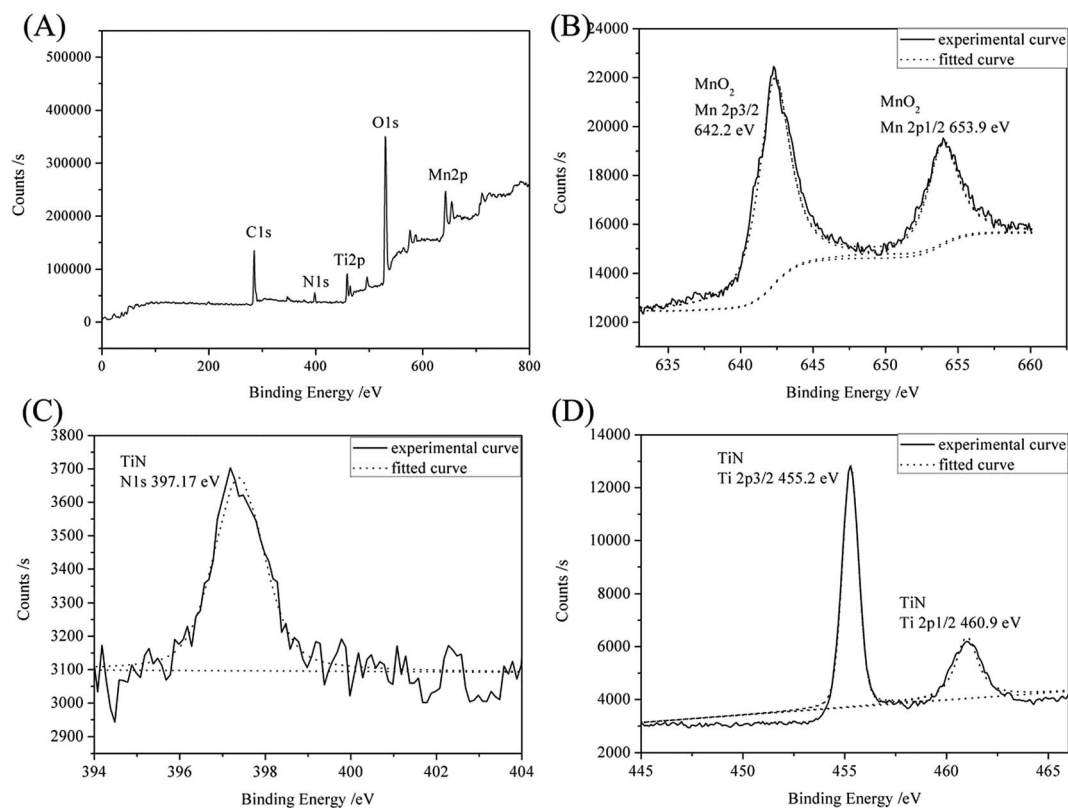 (A)
500000
400000
300000
200000
100000
0
Counts /s
C1s
N1s
Ti2p
O1s
Mn2p
0 200 400 600 800
Binding Energy /eV
(B)
experimental curve
fitted curve
MnO₂
Mn 2p3/2
642.2 eV
MnO₂
Mn 2p1/2 653.9 eV
24000
22000
20000
18000
16000
14000
12000
Counts /s
635 640 645 650 655 660
Binding Energy /eV
(C)
experimental curve
fitted curve
TiN
N1s 397.17 eV
3800
3700
3600
3500
3400
3300
3200
3100
3000
2900
Counts /s
394 396 398 400 402 404
Binding Energy /eV
(D)
experimental curve
fitted curve
TiN
Ti 2p3/2 455.2 eV
TiN
Ti 2p1/2 460.9 eV
14000
12000
10000
8000
6000
4000
2000
Counts /s
445 450 455 460 465
Binding Energy /eV